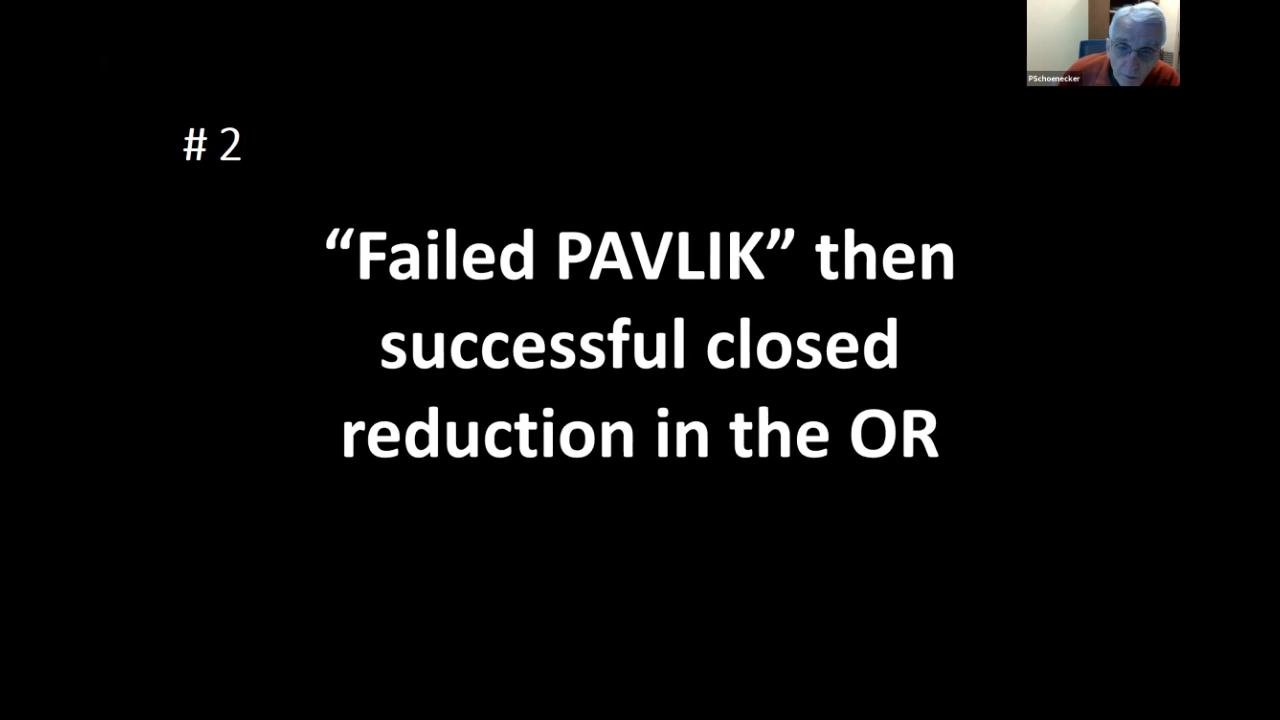 PSchoenecker
# 2
“Failed PAVLIK” then
successful closed
reduction in the OR